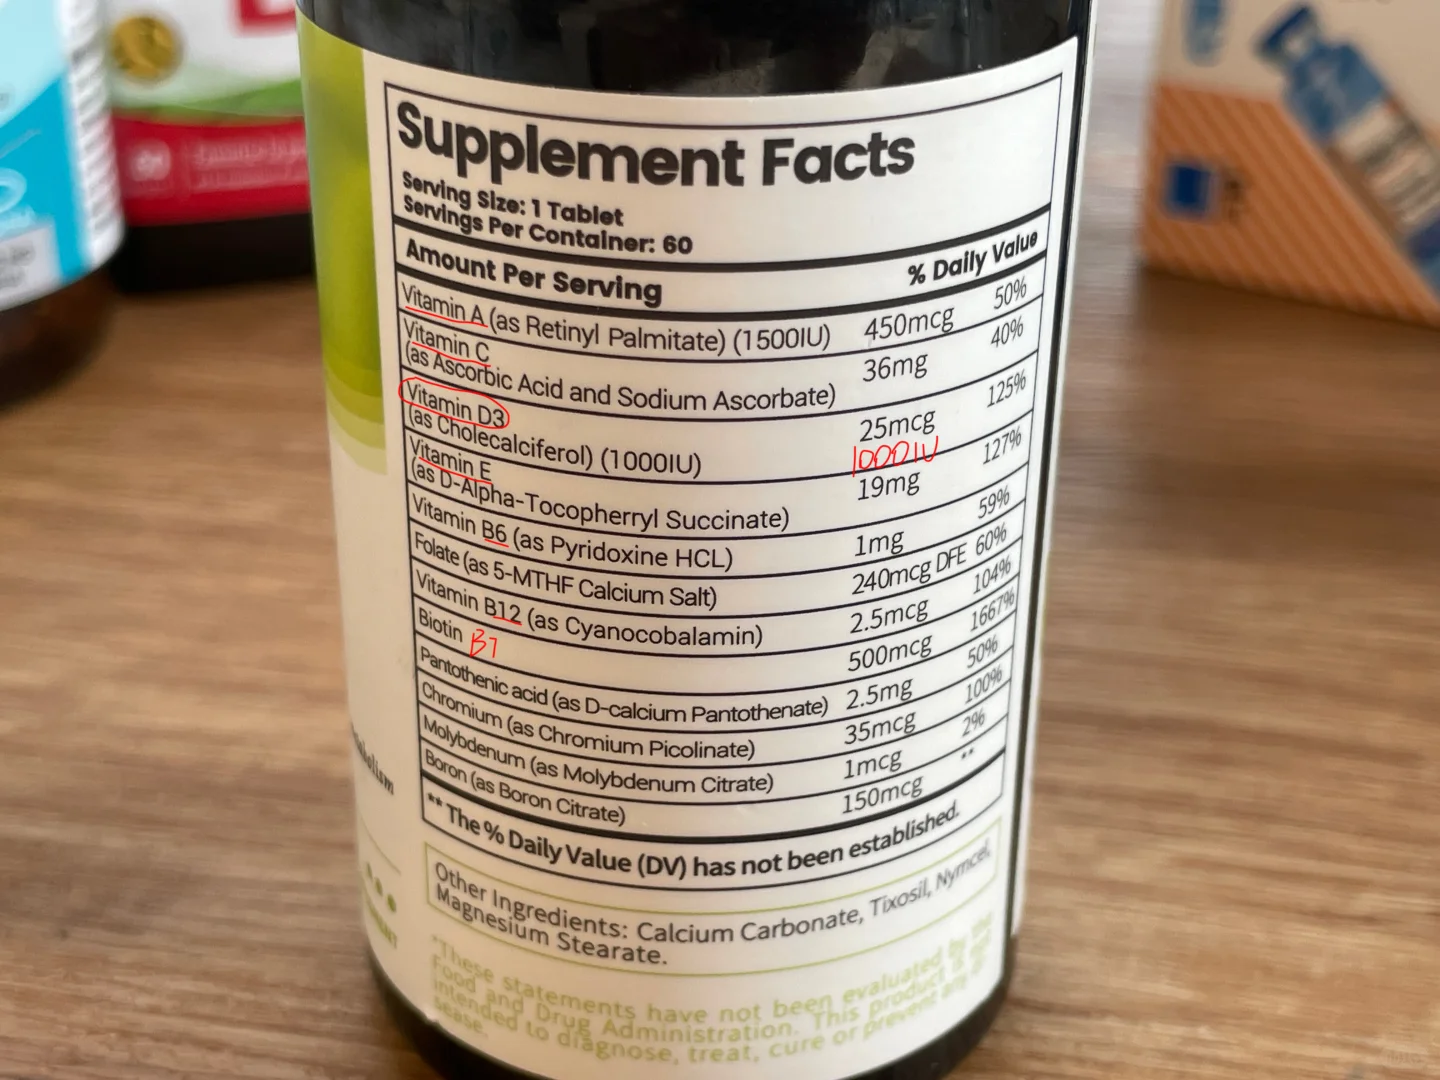 Supplement Facts
Serving Size: 1 Tablet
Servings Per Container: 60
Amount Per Serving % Daily Value
Vitamin A (as Retinyl Palmitate) (1500IU) 450mcg 50%
Vitamin C
(as Ascorbic Acid and Sodium Ascorbate) 36mg 40%
Vitamin D3
(as Cholecalciferol) (1000IU) 25mcg 125%
1000IU
Vitamin E
(as D-Alpha-Tocopherryl Succinate) 19mg 127%
Vitamin B6 (as Pyridoxine HCL) 1mg 59%
Folate (as 5-MTHF Calcium Salt) 240mcg DFE 60%
Vitamin B12 (as Cyanocobalamin) 2.5mcg 104%
Biotin B7 500mcg 1667%
Pantothenic acid (as D-calcium Pantothenate) 2.5mg 50%
Chromium (as Chromium Picolinate) 35mcg 100%
Molybdenum (as Molybdenum Citrate) 1mcg 2%
Boron (as Boron Citrate) 150mcg **
** The % Daily Value (DV) has not been established.
Other Ingredients: Calcium Carbonate, Tixosil, Nymcel,
Magnesium Stearate.
*These statements have not been evaluated by the
Food and Drug Administration. This product is not
intended to diagnose, treat, cure or prevent any